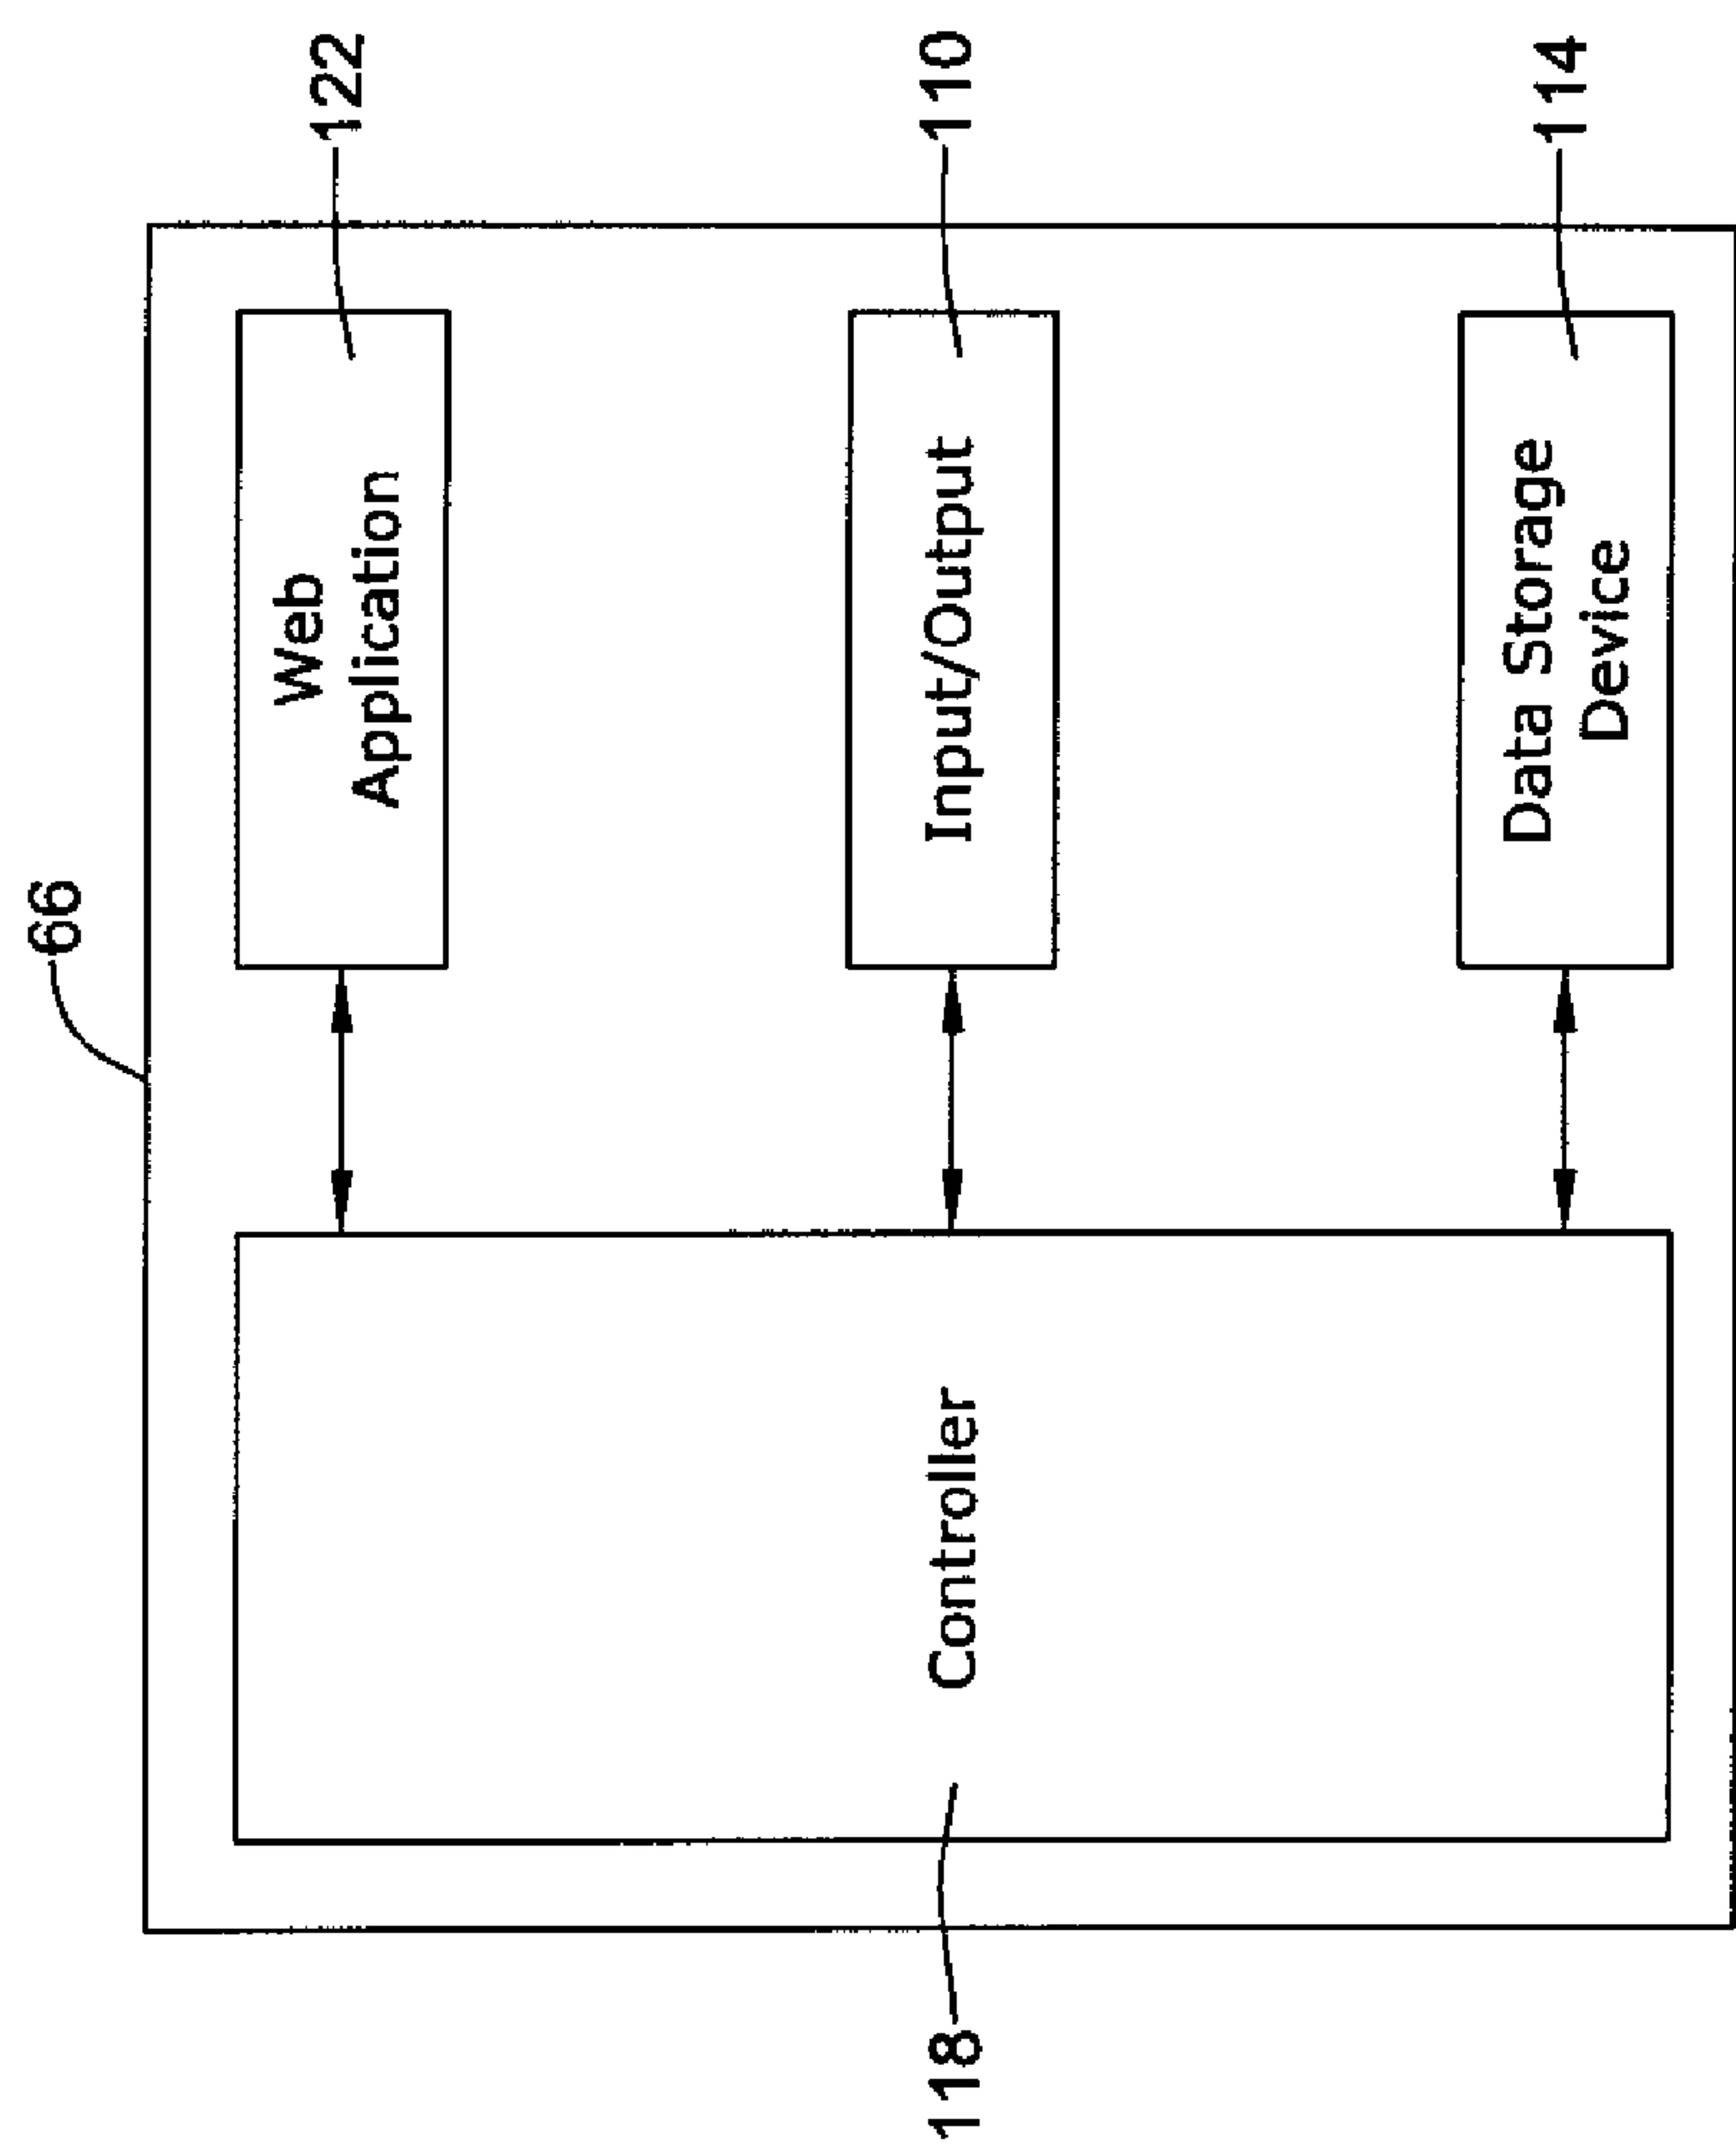 66
Web
Application
122
Controller
118
Input/Output
110
Data Storage
Device
114